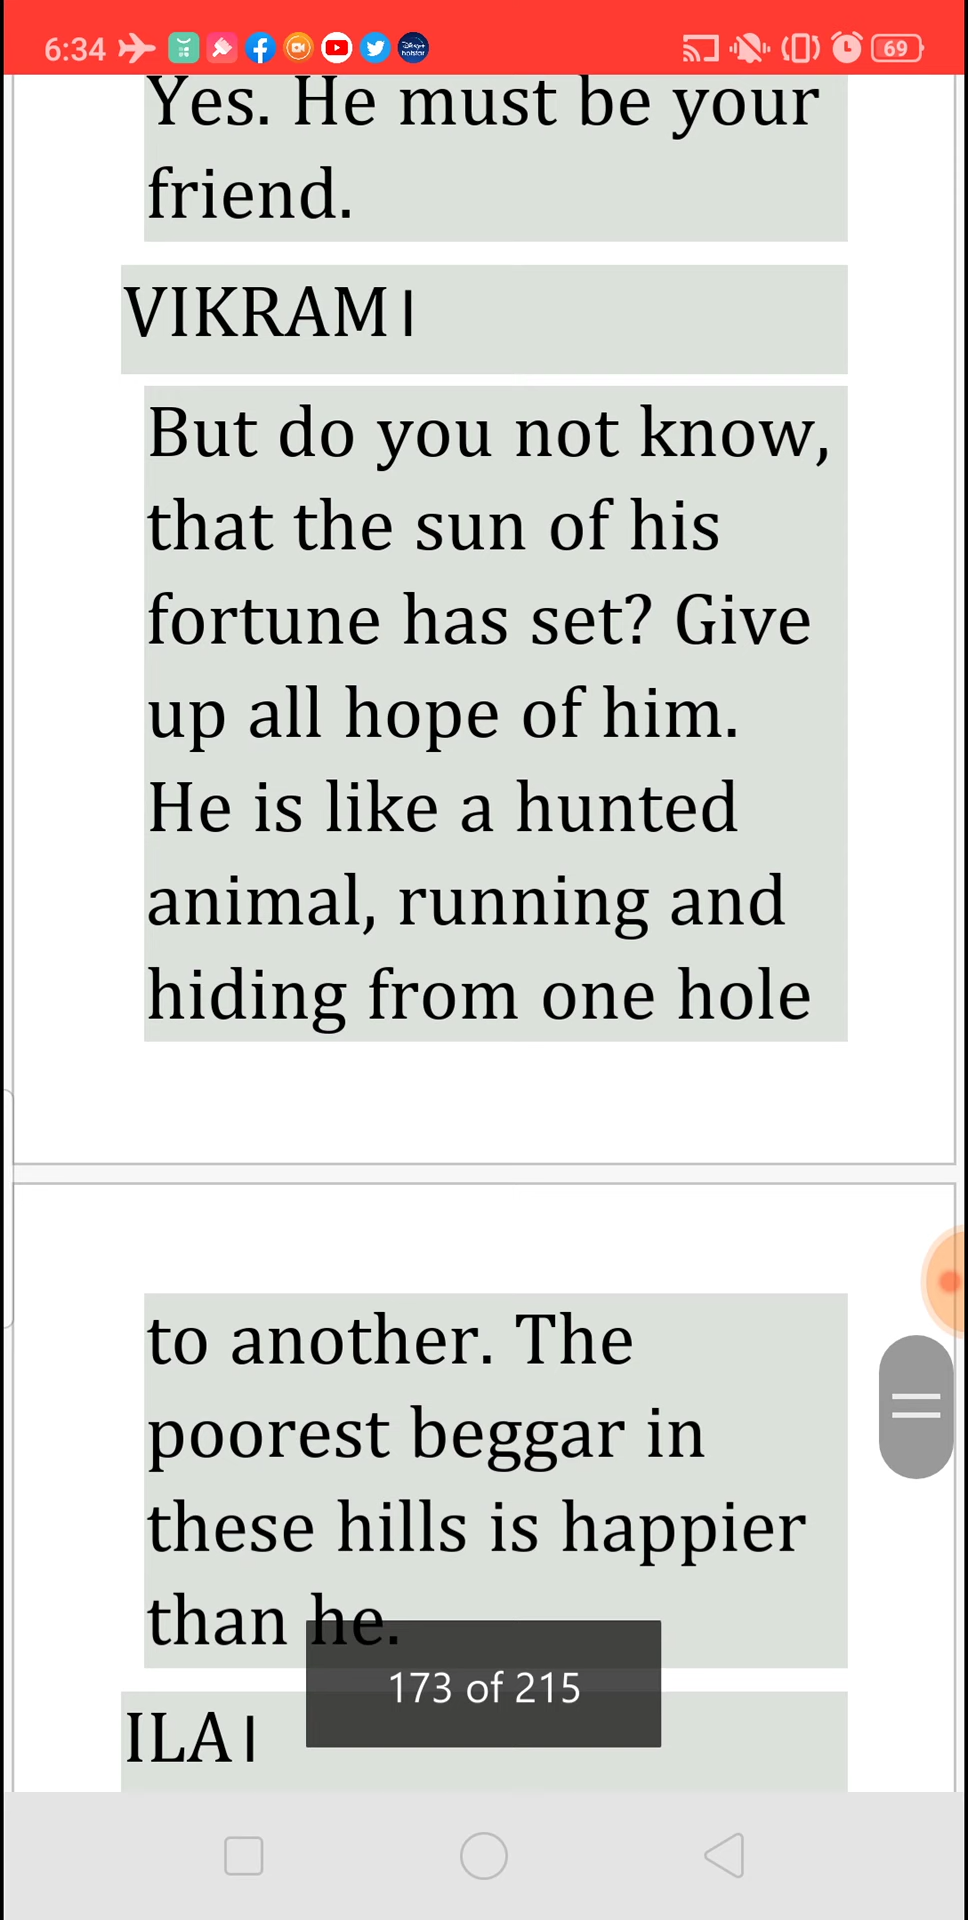 6:34
69
Yes. He must be your
friend.
VIKRAM।
But do you not know,
that the sun of his
fortune has set? Give
up all hope of him.
He is like a hunted
animal, running and
hiding from one hole
to another. The
poorest beggar in
these hills is happier
than he.
173 of 215
ILA।